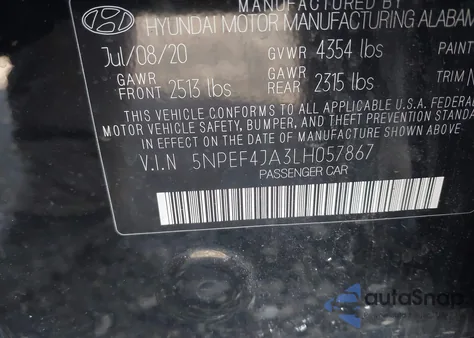 MANUFACTURED BY
HYUNDAI MOTOR MANUFACTURING ALABAM
Jul/08/20 GVWR 4354 lbs PAINT
GAWR FRONT 2513 lbs GAWR REAR 2315 lbs TRIM N
THIS VEHICLE CONFORMS TO ALL APPLICABLE U.S.A. FEDERAL
MOTOR VEHICLE SAFETY, BUMPER, AND THEFT PREVENTION STANDA
IN EFFECT ON THE DATE OF MANUFACTURE SHOWN ABOVE
V.I.N 5NPEF4JA3LH057867
PASSENGER CAR
autoSnap